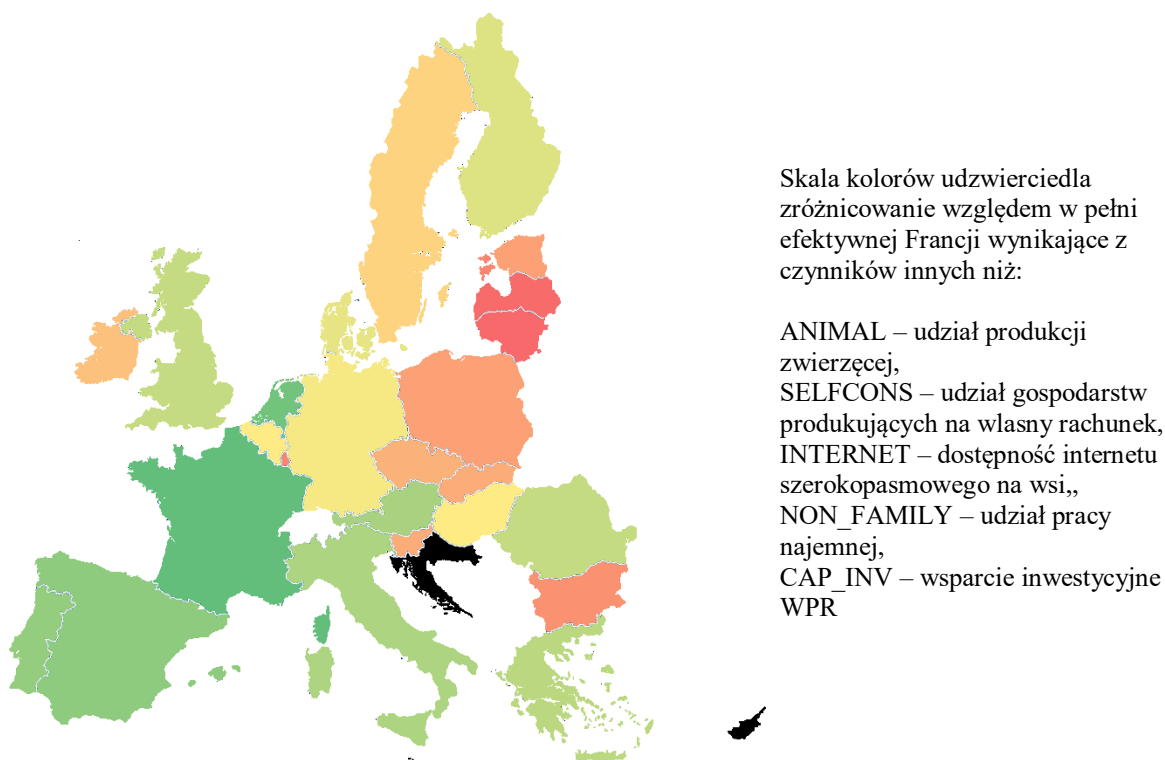 Skala kolorów udzwierciedla
zróżnicowanie względem w pełni
efektywnej Francji wynikające z
czynników innych niż:
ANIMAL – udział produkcji
zwierzęcej,
SELFCONS – udział gospodarstw
produkujących na wlasny rachunek,
INTERNET – dostępność internetu
szerokopasmowego na wsi,,
NON_FAMILY – udział pracy
najemnej,
CAP_INV – wsparcie inwestycyjne
WPR